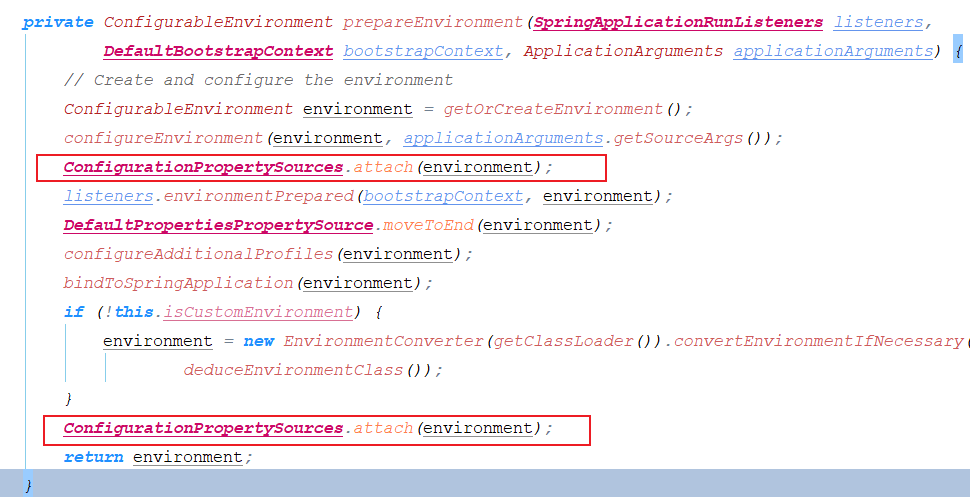 private ConfigurableEnvironment prepareEnvironment(SpringApplicationRunListeners listeners,
DefaultBootstrapContext bootstrapContext, ApplicationArguments applicationArguments) {
// Create and configure the environment
ConfigurableEnvironment environment = getOrCreateEnvironment();
configureEnvironment(environment, applicationArguments.getSourceArgs());
ConfigurationPropertySources.attach(environment);
listeners.environmentPrepared(bootstrapContext, environment);
DefaultPropertiesPropertySource.moveToEnd(environment);
configureAdditionalProfiles(environment);
bindToSpringApplication(environment);
if (!this.isCustomEnvironment) {
environment = new EnvironmentConverter(getClassLoader()).convertEnvironmentIfNecessary(
deduceEnvironmentClass());
}
ConfigurationPropertySources.attach(environment);
return environment;
}